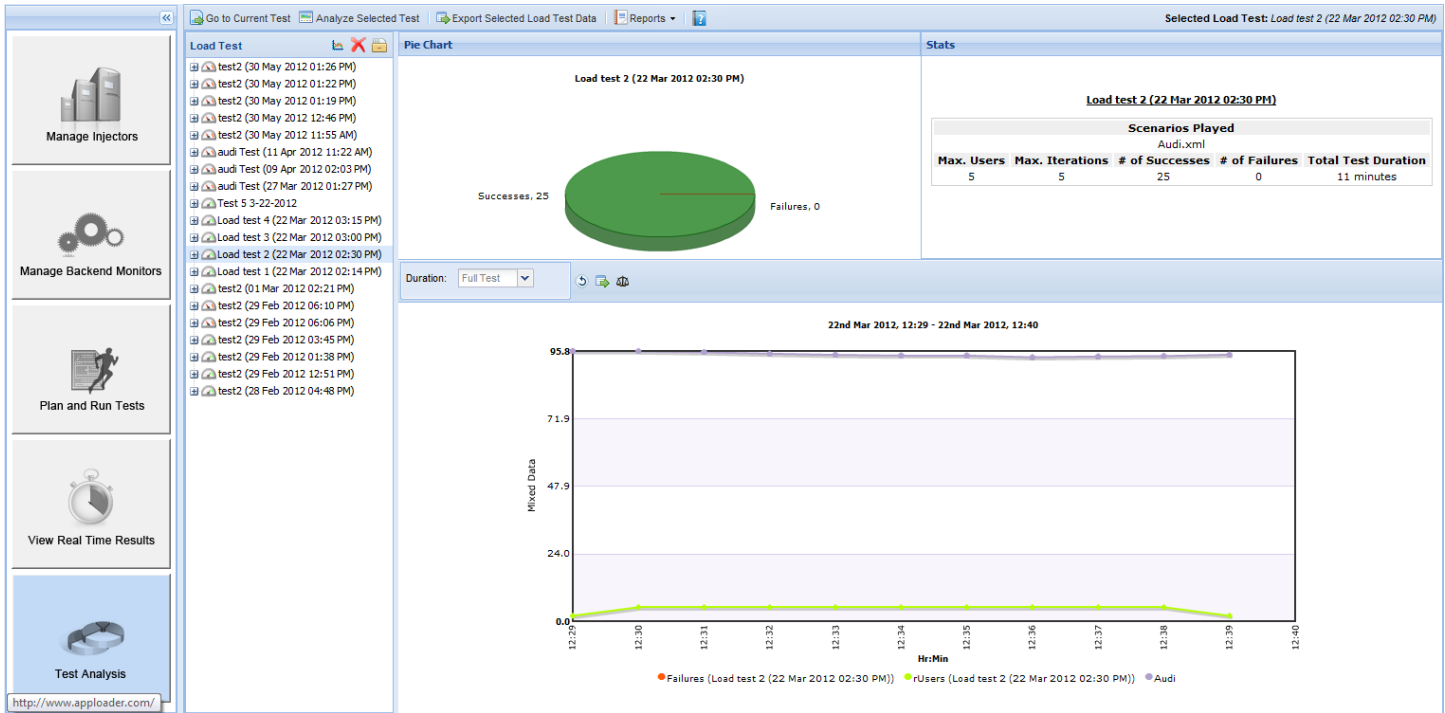 Go to Current Test Analyze Selected Test Export Selected Load Test Data Reports Selected Load Test: Load test 2 (22 Mar 2012 02:30 PM)
Manage Injectors
Manage Backend Monitors
Plan and Run Tests
View Real Time Results
Test Analysis
http://www.apploader.com/
Load Test
test2 (30 May 2012 01:26 PM)
test2 (30 May 2012 01:22 PM)
test2 (30 May 2012 01:19 PM)
test2 (30 May 2012 12:46 PM)
test2 (30 May 2012 11:55 AM)
audi Test (11 Apr 2012 11:22 AM)
audi Test (09 Apr 2012 02:03 PM)
audi Test (27 Mar 2012 01:27 PM)
Test 5 3-22-2012
Load test 4 (22 Mar 2012 03:15 PM)
Load test 3 (22 Mar 2012 03:00 PM)
Load test 2 (22 Mar 2012 02:30 PM)
Load test 1 (22 Mar 2012 02:14 PM)
test2 (01 Mar 2012 02:21 PM)
test2 (29 Feb 2012 06:10 PM)
test2 (29 Feb 2012 06:06 PM)
test2 (29 Feb 2012 03:45 PM)
test2 (29 Feb 2012 01:38 PM)
test2 (29 Feb 2012 12:51 PM)
test2 (28 Feb 2012 04:48 PM)
Pie Chart
Load test 2 (22 Mar 2012 02:30 PM)
Successes, 25
Failures, 0
Stats
Load test 2 (22 Mar 2012 02:30 PM)
Scenarios Played
Audi.xml
Max. Users Max. Iterations # of Successes # of Failures Total Test Duration
5 5 25 0 11 minutes
Duration: Full Test
22nd Mar 2012, 12:29 - 22nd Mar 2012, 12:40
95.8
71.9
47.9
24.0
0.0
Mixed Data
12:29 12:30 12:31 12:32 12:33 12:34 12:35 12:36 12:37 12:38 12:39 12:40
Hr:Min
Failures (Load test 2 (22 Mar 2012 02:30 PM)) rUsers (Load test 2 (22 Mar 2012 02:30 PM)) Audi